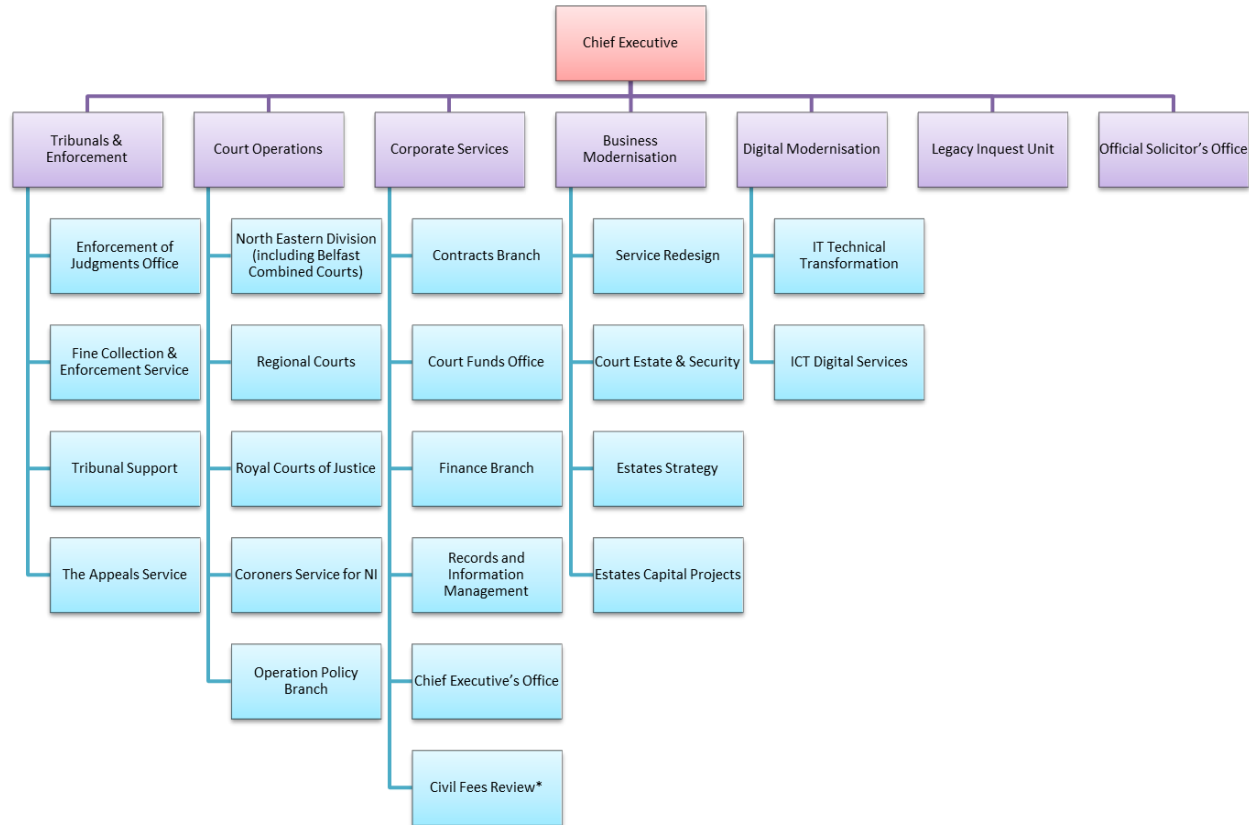 Chief Executive
Tribunals &
Enforcement
Court Operations
Corporate Services
Business
Modernisation
Digital Modernisation
Legacy Inquest Unit
Official Solicitor’s Office
Enforcement of
Judgments Office
Fine Collection &
Enforcement Service
Tribunal Support
The Appeals Service
North Eastern Division
(including Belfast
Combined Courts)
Regional Courts
Royal Courts of Justice
Coroners Service for NI
Operation Policy
Branch
Contracts Branch
Court Funds Office
Finance Branch
Records and
Information
Management
Chief Executive’s Office
Civil Fees Review*
Service Redesign
Court Estate & Security
Estates Strategy
Estates Capital Projects
IT Technical
Transformation
ICT Digital Services